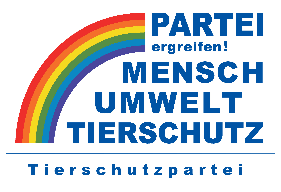 PARTEI
ergreifen!
MENSCH
UMWELT
TIERSCHUTZ
Tierschutzpartei